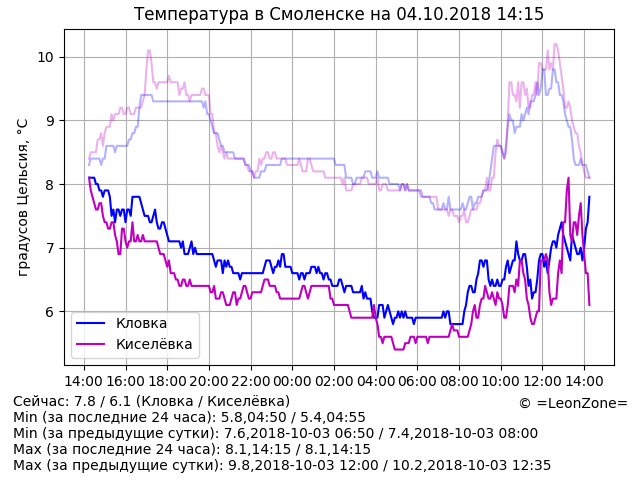 Температура в Смоленске на 04.10.2018 14:15
градусов Цельсия, °C
10
9
8
7
6
Кловка
Киселёвка
14:00 16:00 18:00 20:00 22:00 00:00 02:00 04:00 06:00 08:00 10:00 12:00 14:00
Сейчас: 7.8 / 6.1 (Кловка / Киселёвка)
© =LeonZone=
Min (за последние 24 часа): 5.8,04:50 / 5.4,04:55
Min (за предыдущие сутки): 7.6,2018-10-03 06:50 / 7.4,2018-10-03 08:00
Max (за последние 24 часа): 8.1,14:15 / 8.1,14:15
Max (за предыдущие сутки): 9.8,2018-10-03 12:00 / 10.2,2018-10-03 12:35